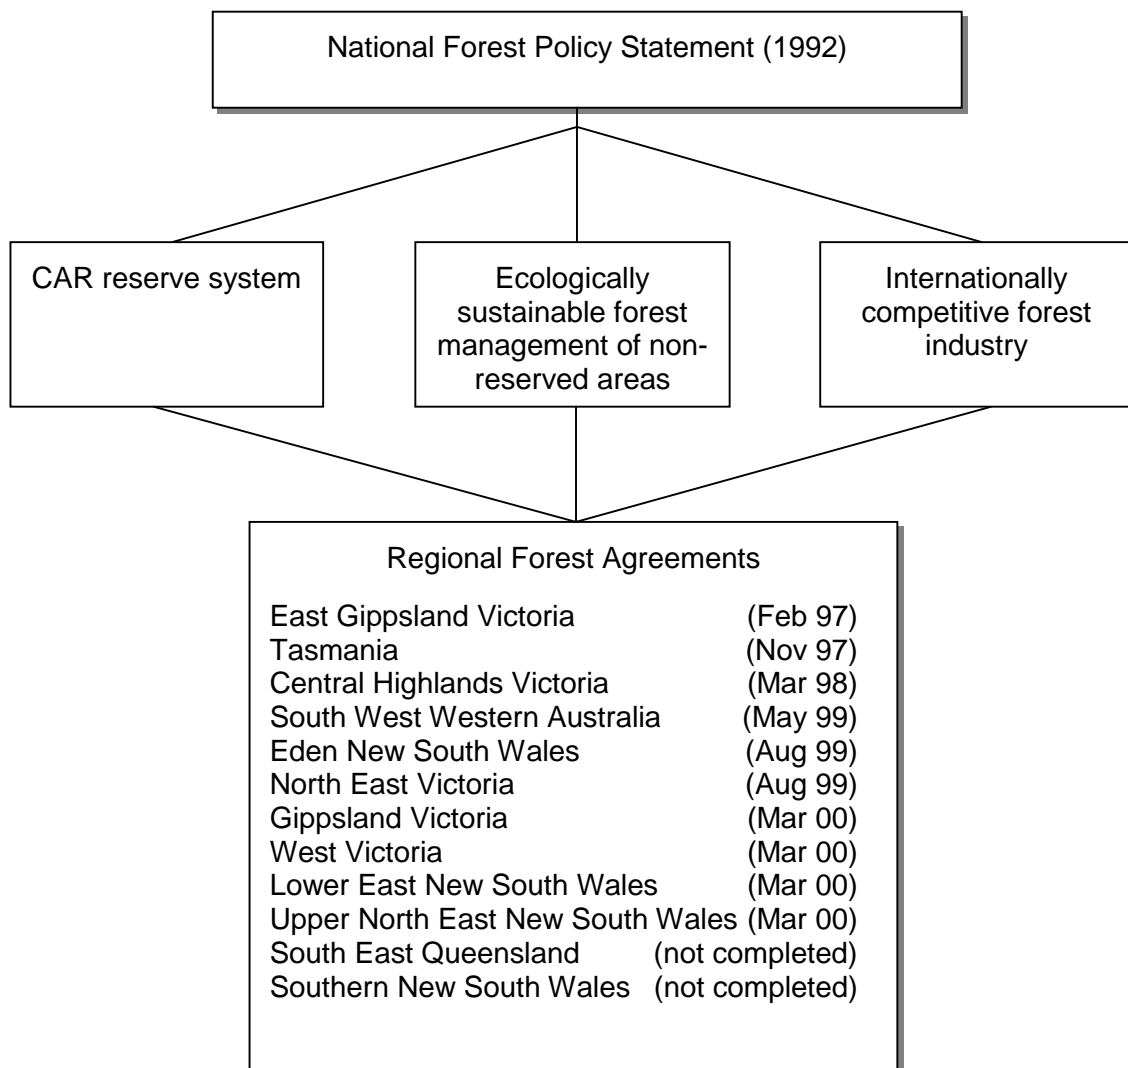 National Forest Policy Statement (1992)
CAR reserve system
Ecologically
sustainable forest
management of non-
reserved areas
Internationally
competitive forest
industry
Regional Forest Agreements
East Gippsland Victoria (Feb 97)
Tasmania (Nov 97)
Central Highlands Victoria (Mar 98)
South West Western Australia (May 99)
Eden New South Wales (Aug 99)
North East Victoria (Aug 99)
Gippsland Victoria (Mar 00)
West Victoria (Mar 00)
Lower East New South Wales (Mar 00)
Upper North East New South Wales (Mar 00)
South East Queensland (not completed)
Southern New South Wales (not completed)